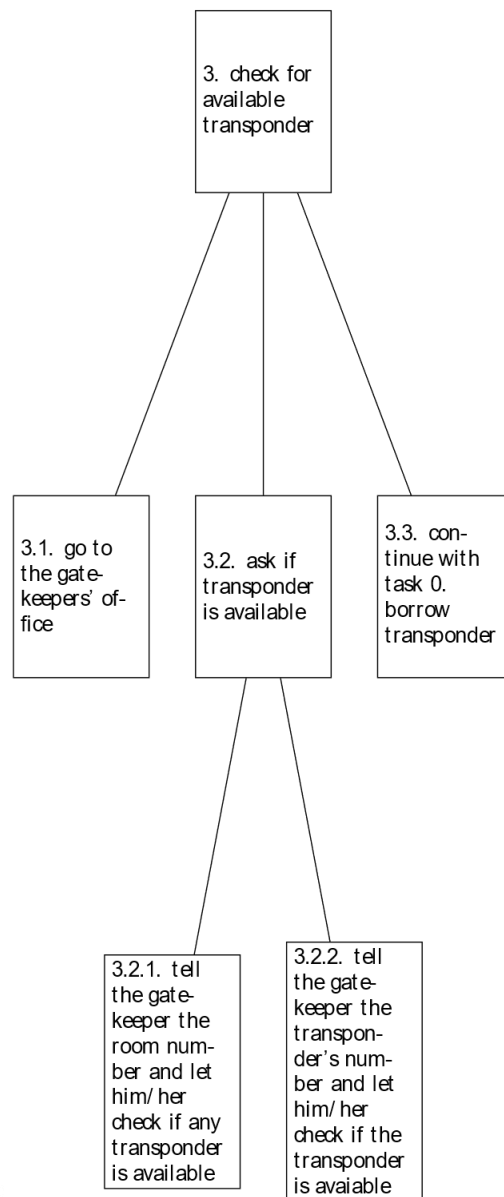 3. check for
available
transponder
3.1. go to
the gate-
keepers' of-
fice
3.2. ask if
transponder
is available
3.3. con-
tinue with
task 0.
borrow
transponder
3.2.1. tell
the gate-
keeper the
room num-
ber and let
him/her
check if any
transponder
is available
3.2.2. tell
the gate-
keeper the
transpon-
der's num-
ber and let
him/her
check if the
transponder
is avaiable